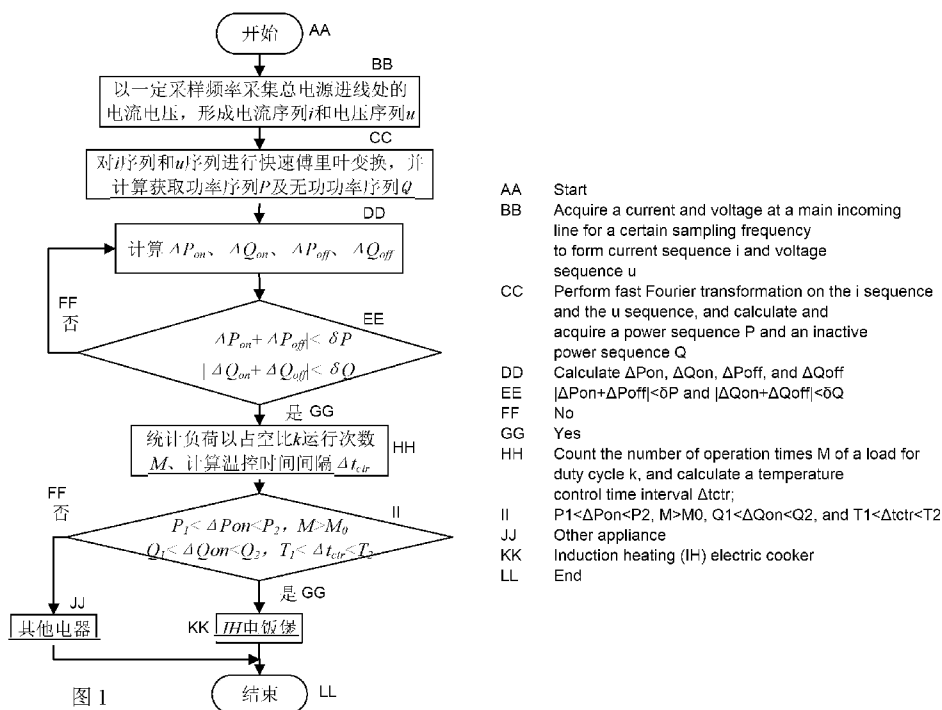 开始
AA
BB
以一定采样频率采集总电源进线处的
电流电压，形成电流序列i和电压序列u
CC
对i序列和u序列进行快速傅里叶变换，并
计算获取功率序列P及无功功率序列Q
DD
计算 ΔPon、 ΔQon、 ΔPoff、 ΔQoff
FF
否
EE
ΔPon+ΔPoff|< δP
|ΔQon+ΔQoff|< δQ
是 GG
统计负荷以占空比k运行次数
M、计算温控时间间隔Δtctr
HH
FF
否
II
P1<ΔPon<P2，M>M0
Q1<ΔQon<Q2，T1<Δtctr<T2
是 GG
JJ
其他电器
KK
IH电饭煲
结束
LL
图 1
AA Start
BB Acquire a current and voltage at a main incoming
line for a certain sampling frequency
to form current sequence i and voltage
sequence u
CC Perform fast Fourier transformation on the i sequence
and the u sequence, and calculate and
acquire a power sequence P and an inactive
power sequence Q
DD Calculate ΔPon, ΔQon, ΔPoff, and ΔQoff
EE |ΔPon+ΔPoff|<δP and |ΔQon+ΔQoff|<δQ
FF No
GG Yes
HH Count the number of operation times M of a load for
duty cycle k, and calculate a temperature
control time interval Δtctr;
II P1<ΔPon<P2, M>M0, Q1<ΔQon<Q2, and T1<Δtctr<T2
JJ Other appliance
KK Induction heating (IH) electric cooker
LL End